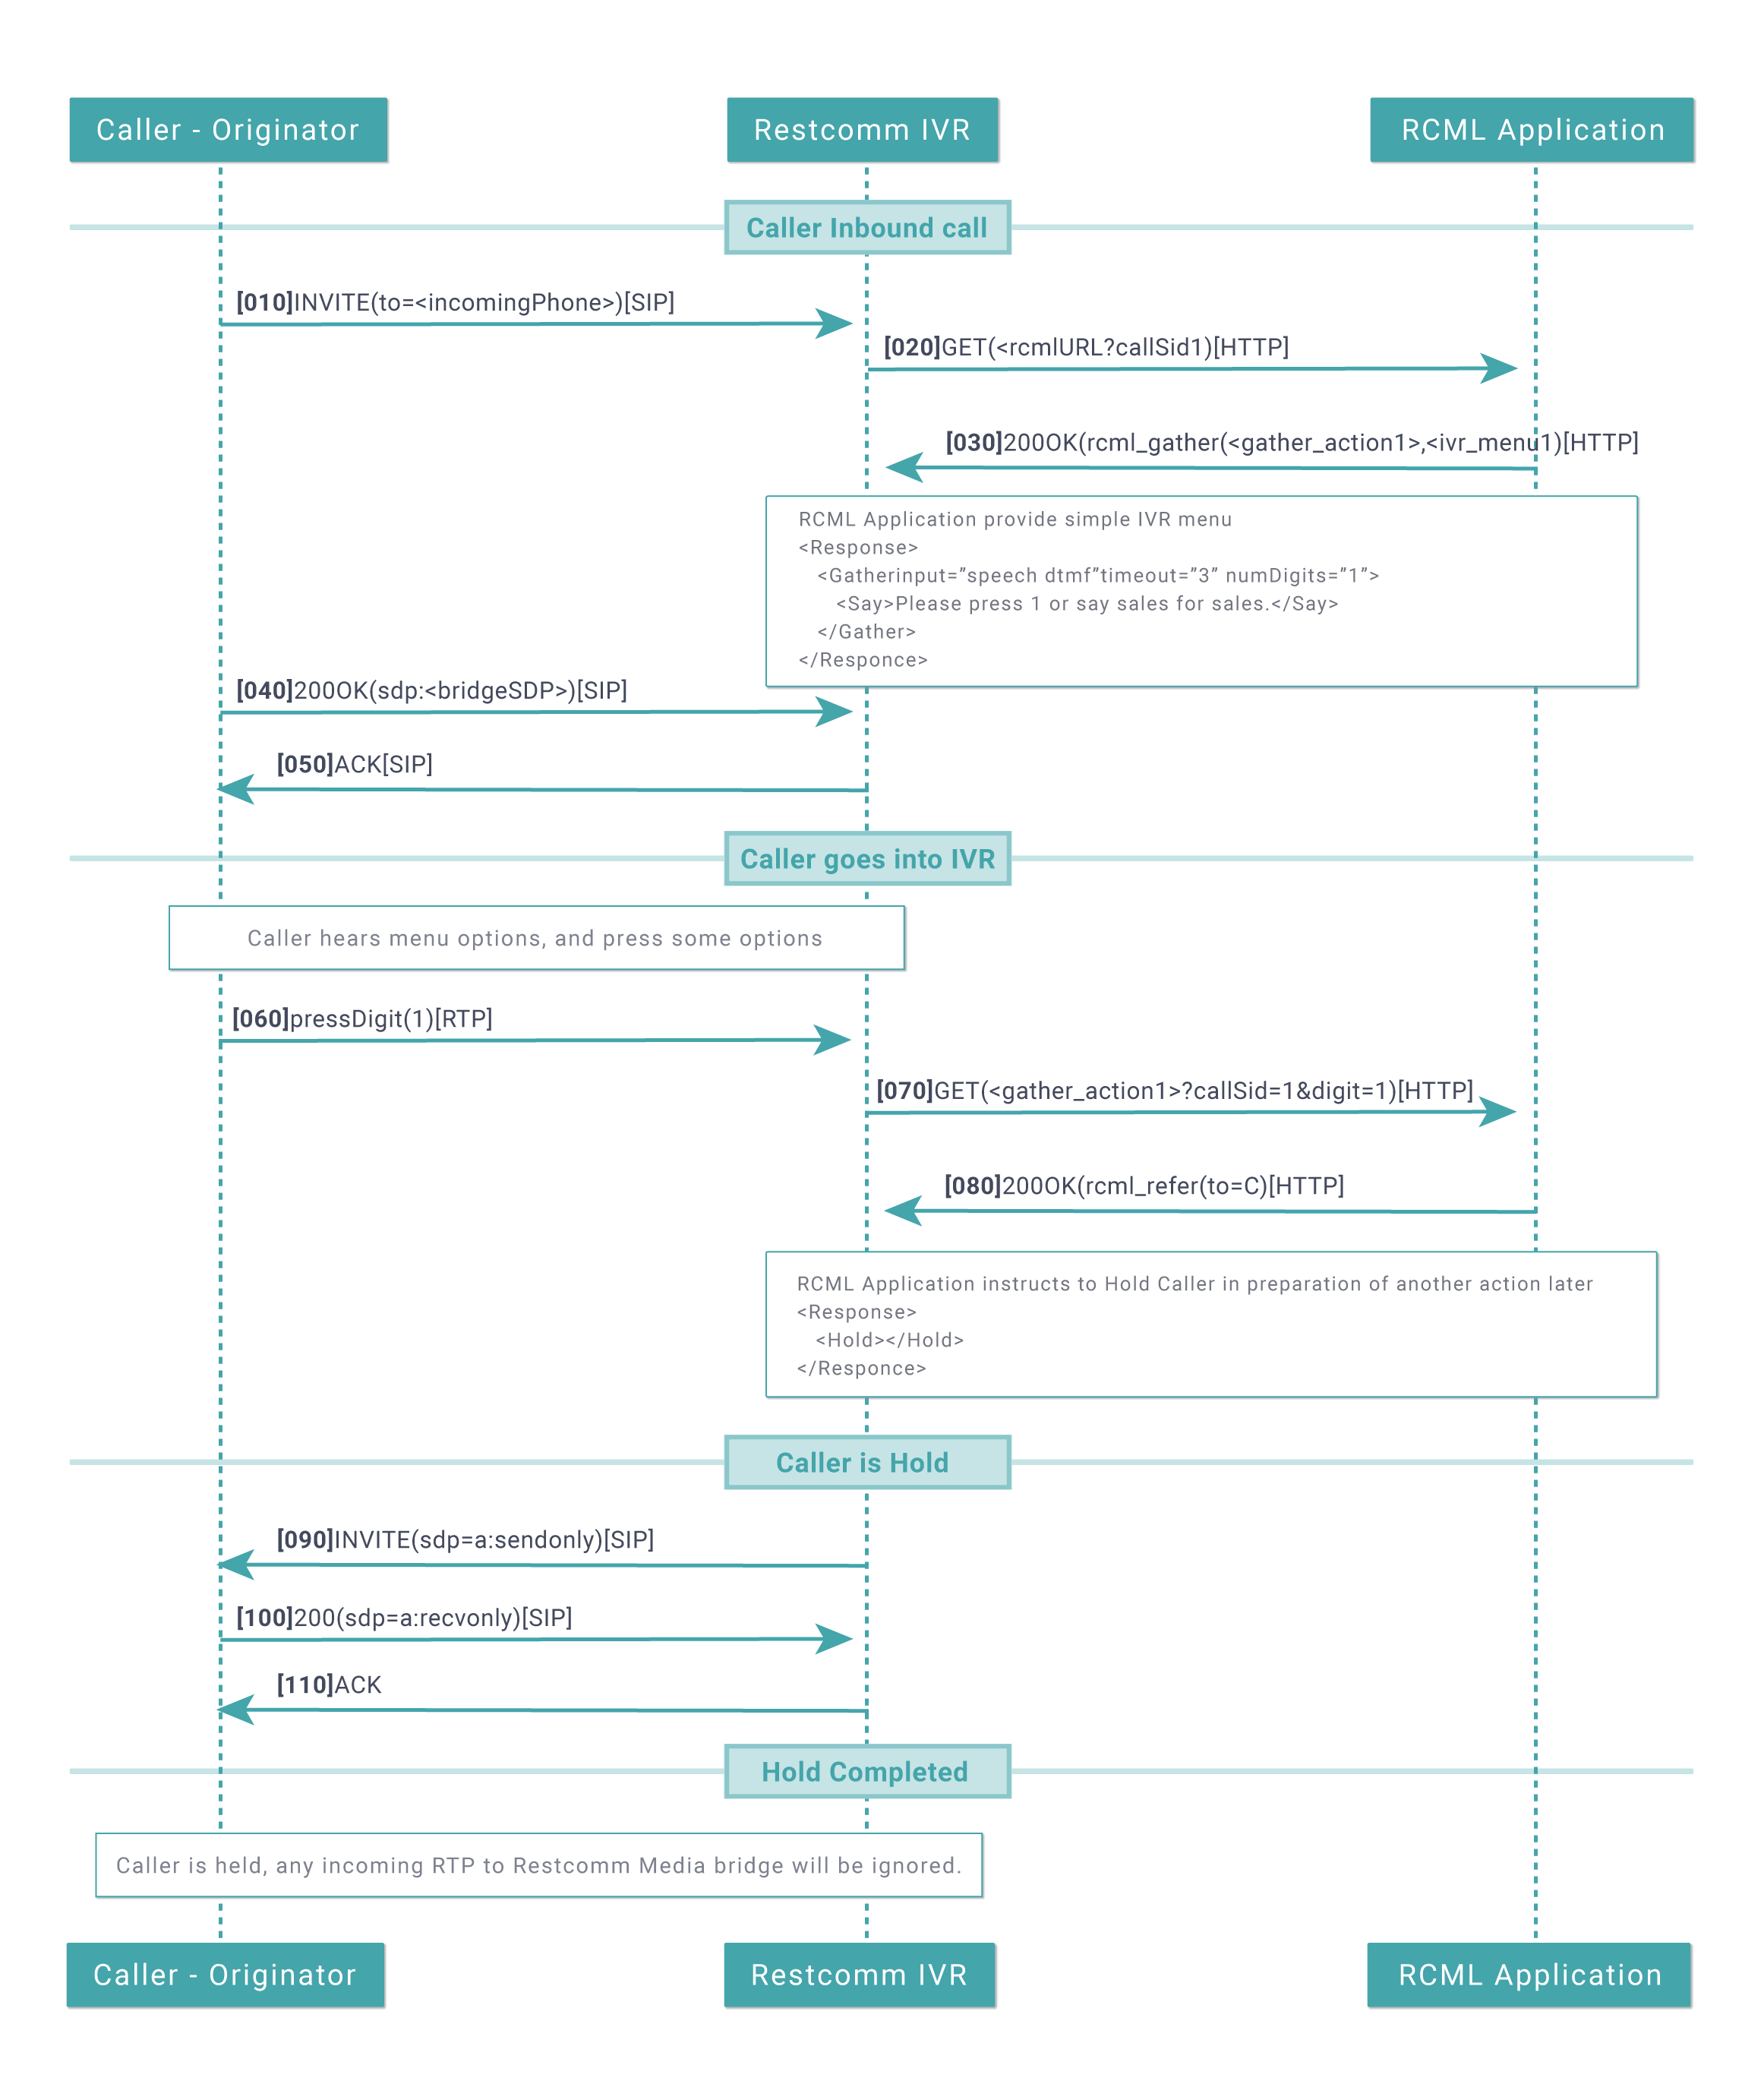 Caller - Originator
Restcomm IVR
RCML Application
Caller Inbound call
[010]INVITE(to=<incomingPhone>)[SIP]
[020]GET(<rcmlURL?callSid1)[HTTP]
[030]200OK(rcml_gather(<gather_action1>,<ivr_menu1)[HTTP]
RCML Application provide simple IVR menu
<Response>
<Gatherinput=”speech dtmf”timeout=”3” numDigits=”1”>
<Say>Please press 1 or say sales for sales.</Say>
</Gather>
</Responce>
[040]200OK(sdp:<bridgeSDP>)[SIP]
[050]ACK[SIP]
Caller goes into IVR
Caller hears menu options, and press some options
[060]pressDigit(1)[RTP]
[070]GET(<gather_action1>?callSid=1&digit=1)[HTTP]
[080]200OK(rcml_refer(to=C)[HTTP]
RCML Application instructs to Hold Caller in preparation of another action later
<Response>
<Hold></Hold>
</Responce>
Caller is Hold
[090]INVITE(sdp=a:sendonly)[SIP]
[100]200(sdp=a:recvonly)[SIP]
[110]ACK
Hold Completed
Caller is held, any incoming RTP to Restcomm Media bridge will be ignored.
Caller - Originator
Restcomm IVR
RCML Application